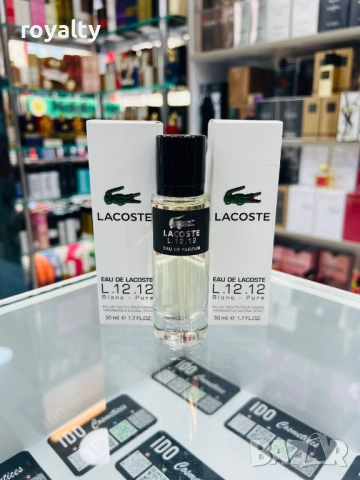 royalty
LACOSTE
EAU DE LACOSTE
L.12.12
Blanc - Pure
50 ml e 1.7 FL.OZ.
LACOSTE
L.12.12
EAU DE PARFUM
LACOSTE
EAU DE LACOSTE
L.12.12
Blanc - Pure
50 ml e 1.7 FL.OZ.
IDO Cosmetics
IDO Cosmetics
BAZAR